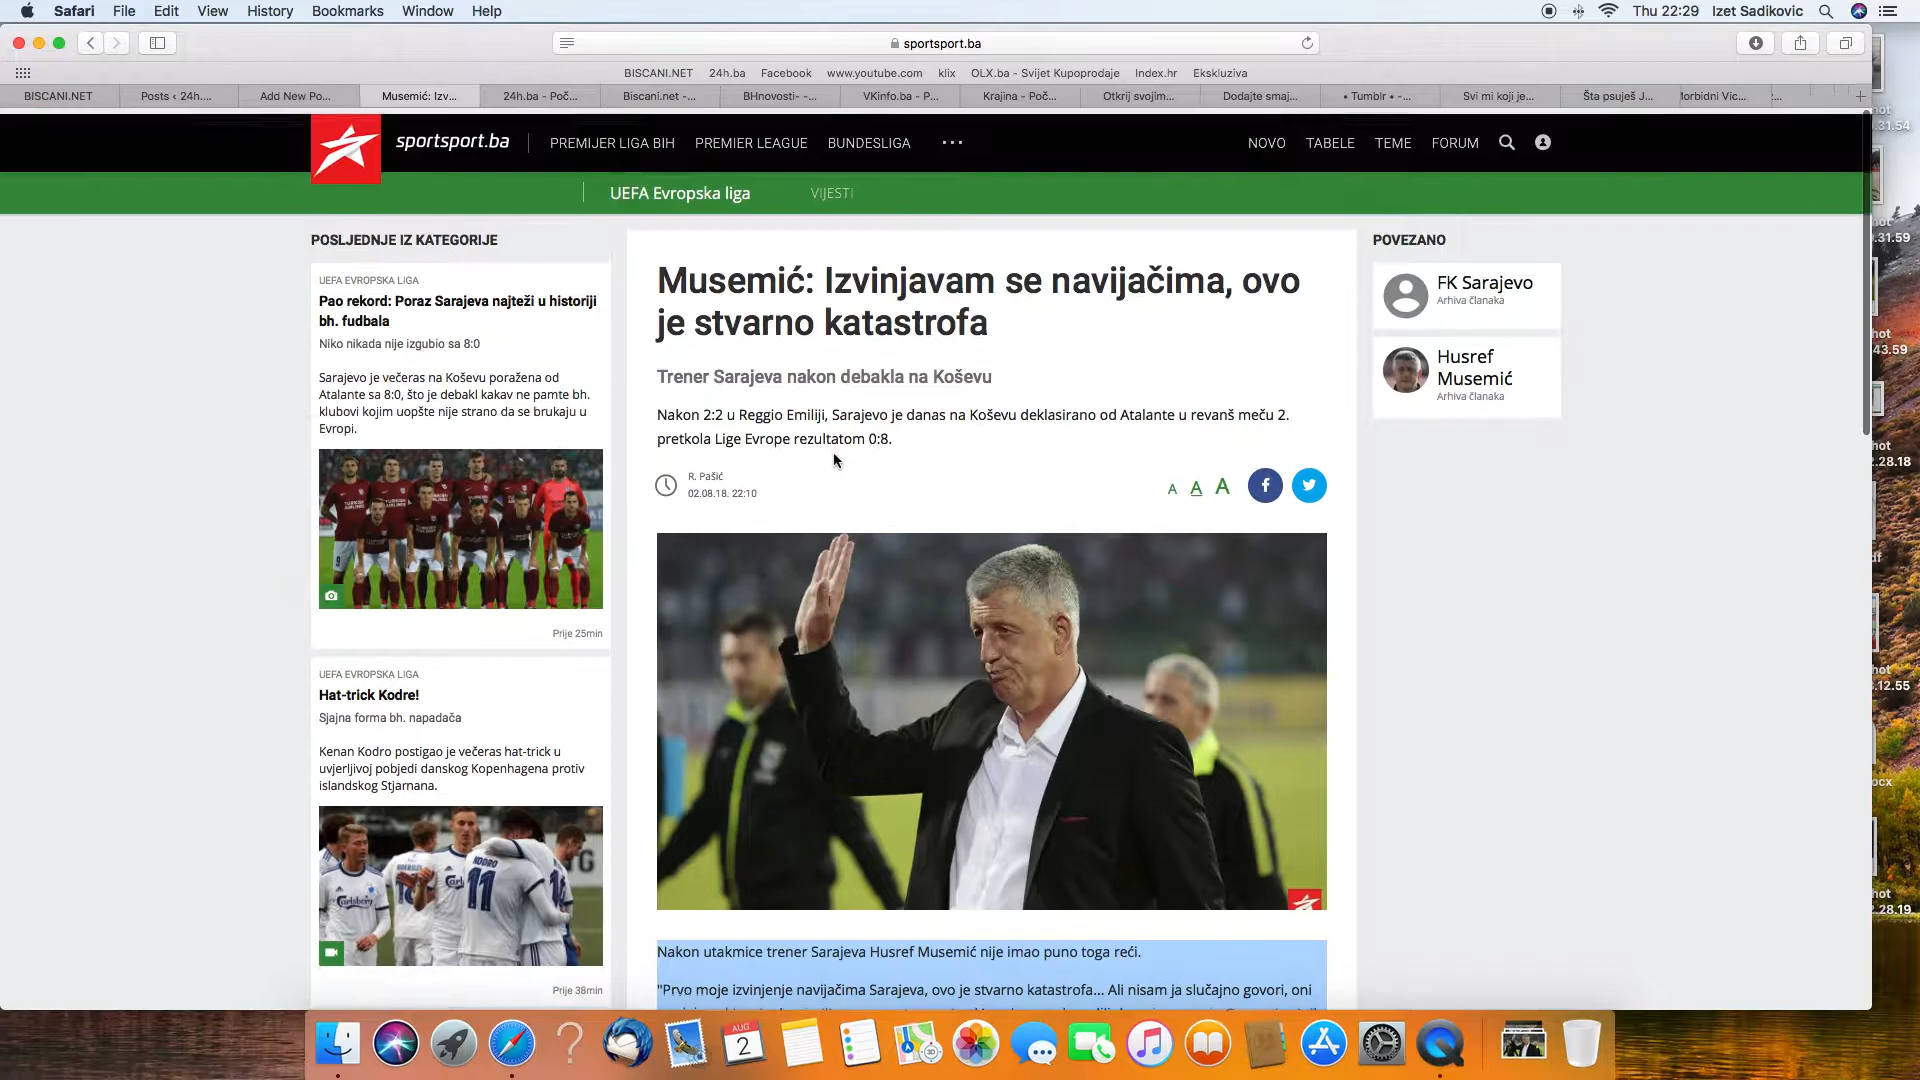 Safari File Edit View History Bookmarks Window Help
Thu 22:29 Izet Sadikovic
sportsport.ba
BISCANI.NET 24h.ba Facebook www.youtube.com klix OLX.ba - Svijet Kupoprodaje Index.hr Ekskluziva
BISCANI.NET
Posts ‹ 24h....
Add New Po...
Musemić: Izv...
24h.ba - Poč...
Biscani.net -...
BHnovosti- -...
VKinfo.ba - P...
Krajina - Poč...
Otkrij svojim...
Dodajte smaj...
• Tumblr • -...
Svi mi koji je...
Šta psuješ J...
sportsport.ba
PREMIJER LIGA BIH PREMIER LEAGUE BUNDESLIGA ...
NOVO TABELE TEME FORUM
UEFA Evropska liga
VIJESTI
POSLJEDNJE IZ KATEGORIJE
UEFA EVROPSKA LIGA
Pao rekord: Poraz Sarajeva najteži u historiji
bh. fudbala
Niko nikada nije izgubio sa 8:0
Sarajevo je večeras na Koševu poražena od
Atalante sa 8:0, što je debakl kakav ne pamte bh.
klubovi kojim uopšte nije strano da se brukaju u
Evropi.
Prije 25min
UEFA EVROPSKA LIGA
Hat-trick Kodre!
Sjajna forma bh. napadača
Kenan Kodro postigao je večeras hat-trick u
uvjerljivoj pobjedi danskog Kopenhagena protiv
islandskog Stjarnana.
KODRO
11
Carlsberg
Prije 38min
Musemić: Izvinjavam se navijačima, ovo
je stvarno katastrofa
Trener Sarajeva nakon debakla na Koševu
Nakon 2:2 u Reggio Emiliji, Sarajevo je danas na Koševu deklasirano od Atalante u revanš meču 2.
pretkola Lige Evrope rezultatom 0:8.
R. Pašić
02.08.18. 22:10
A A A
Nakon utakmice trener Sarajeva Husref Musemić nije imao puno toga reći.
"Prvo moje izvinjenje navijačima Sarajeva, ovo je stvarno katastrofa... Ali nisam ja slučajno govori, oni
POVEZANO
FK Sarajevo
Arhiva članaka
Husref
Musemić
Arhiva članaka
AUG
2